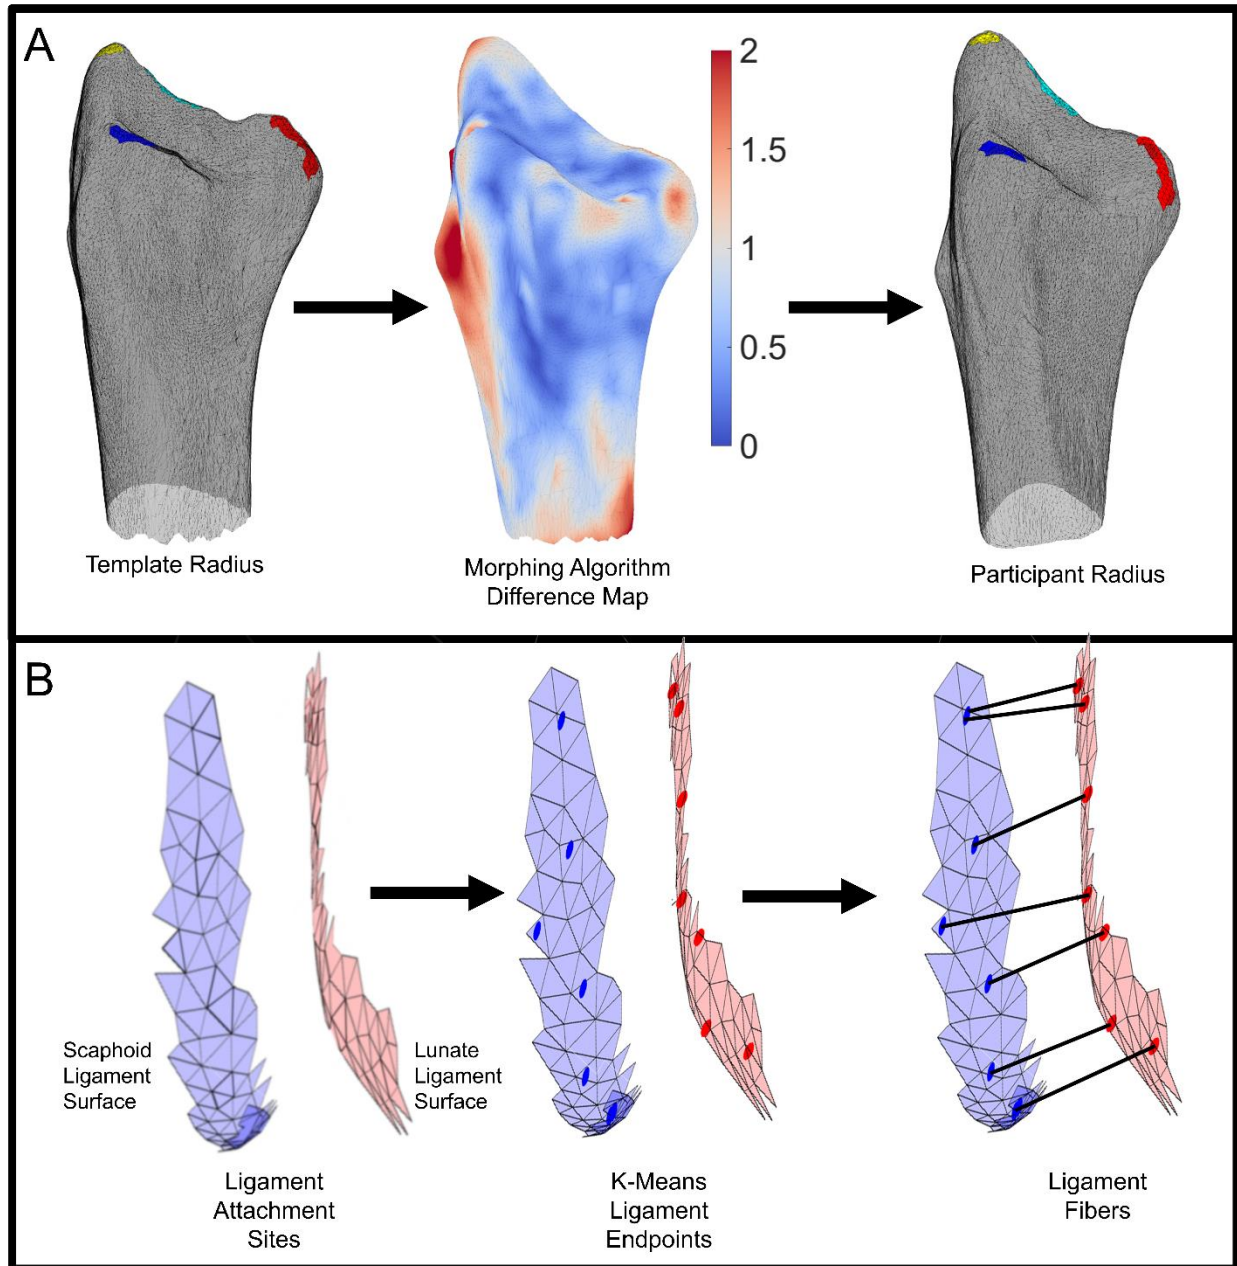 A
2
1.5
1
0.5
0
Template Radius
Morphing Algorithm
Difference Map
Participant Radius
B
Scaphoid
Ligament
Surface
Lunate
Ligament
Surface
Ligament
Attachment
Sites
K-Means
Ligament
Endpoints
Ligament
Fibers